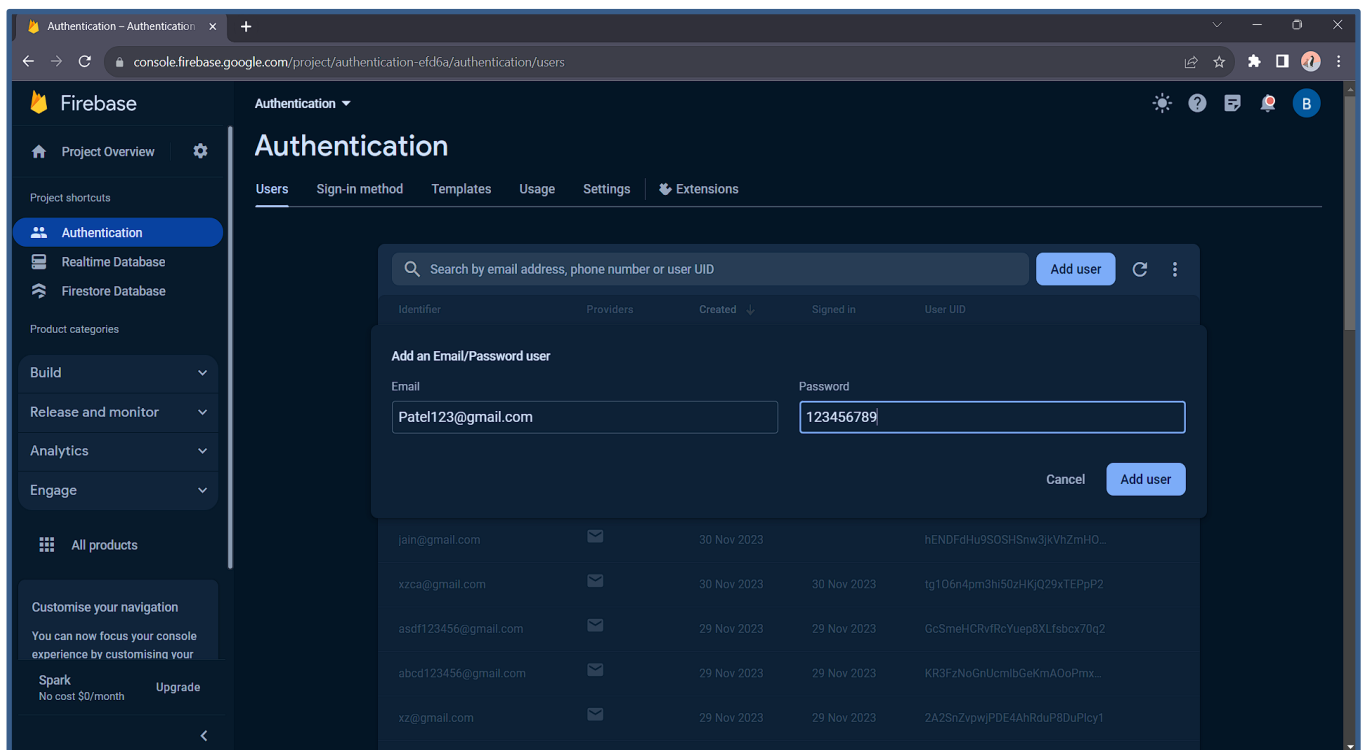 Authentication – Authentication
console.firebase.google.com/project/authentication-efd6a/authentication/users
Firebase
Project Overview
Project shortcuts
Authentication
Realtime Database
Firestore Database
Product categories
Build
Release and monitor
Analytics
Engage
All products
Customise your navigation
You can now focus your console
experience by customising your
Spark
No cost $0/month
Upgrade
Authentication
B
Authentication
Users Sign-in method Templates Usage Settings Extensions
Search by email address, phone number or user UID
Add user
Identifier Providers Created Signed in User UID
Add an Email/Password user
Email Password
Patel123@gmail.com 123456789
Cancel Add user
jain@gmail.com 30 Nov 2023 hENDFdHu9SOSHSnw3jkVhZmHO...
xzca@gmail.com 30 Nov 2023 30 Nov 2023 tg1O6n4pm3hi50zHKjQ29xTEPpP2
asdf123456@gmail.com 29 Nov 2023 29 Nov 2023 GcSmeHCRvfRcYuep8XLfsbcx70q2
abcd123456@gmail.com 29 Nov 2023 29 Nov 2023 KR3FzNoGnUcmlbGeKmAOoPmx...
xz@gmail.com 29 Nov 2023 29 Nov 2023 2A2SnZvpwjPDE4AhRduP8DuPlcy1